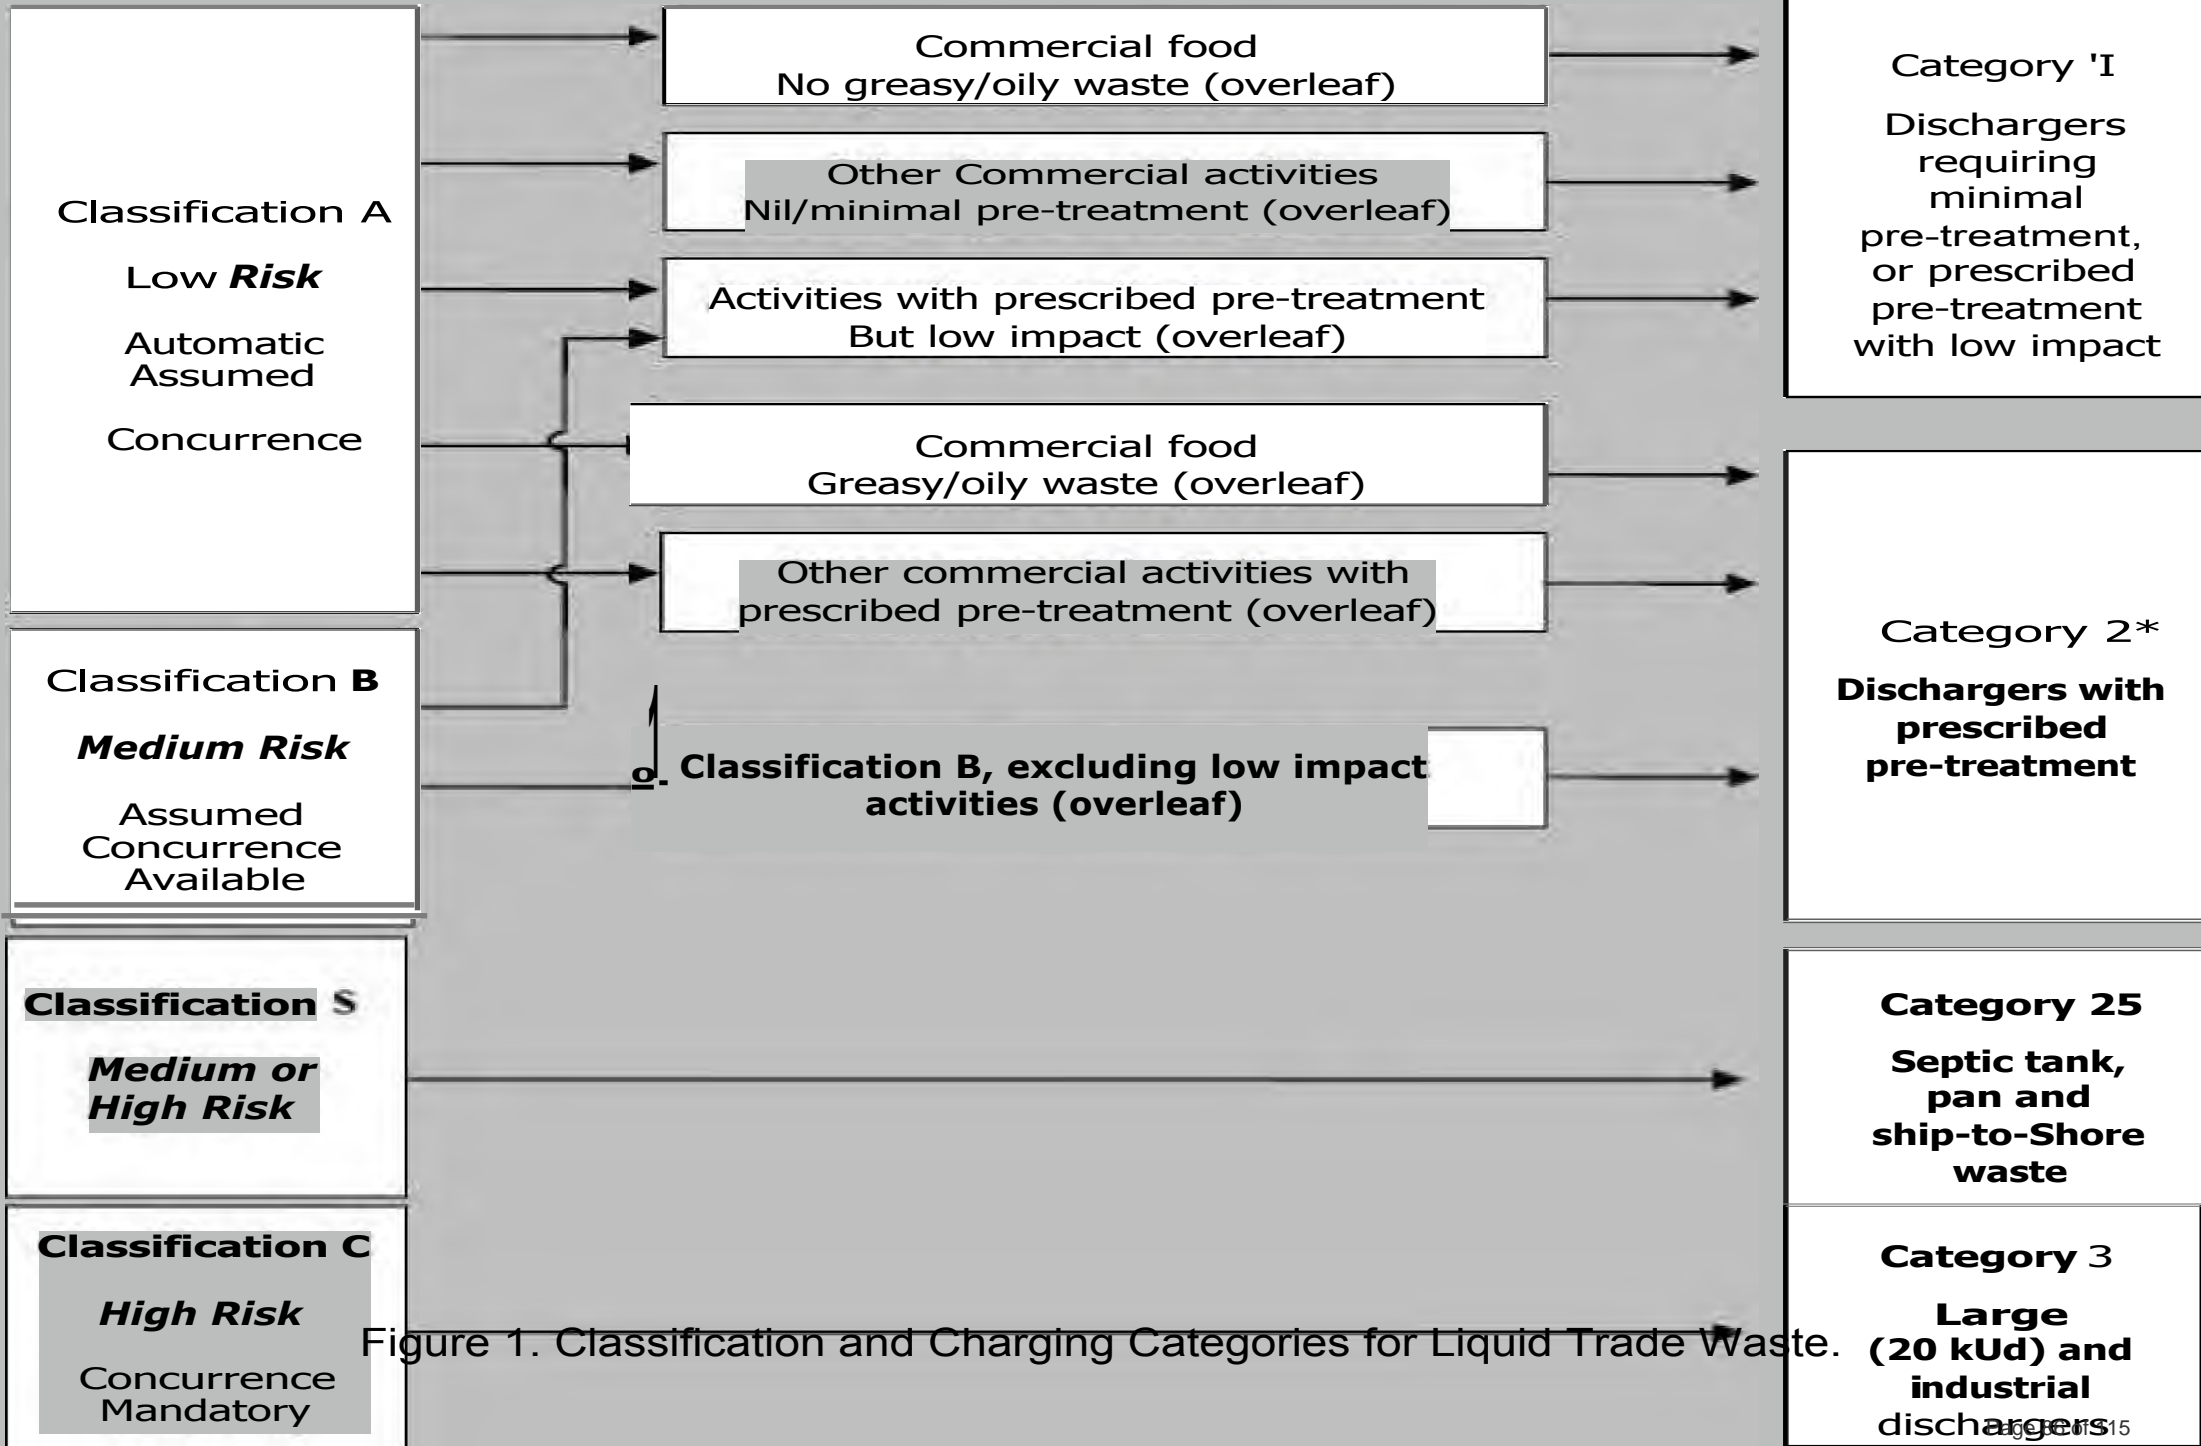 Classification A
Low Risk
Automatic
Assumed
Concurrence
Classification B
Medium Risk
Assumed
Concurrence
Available
Classification S
Medium or
High Risk
Classification C
High Risk
Concurrence
Mandatory
Commercial food
No greasy/oily waste (overleaf)
Other Commercial activities
Nil/minimal pre-treatment (overleaf)
Activities with prescribed pre-treatment
But low impact (overleaf)
Commercial food
Greasy/oily waste (overleaf)
Other commercial activities with
prescribed pre-treatment (overleaf)
o. Classification B, excluding low impact
activities (overleaf)
Category 'I
Dischargers
requiring
minimal
pre-treatment,
or prescribed
pre-treatment
with low impact
Category 2*
Dischargers with
prescribed
pre-treatment
Category 25
Septic tank,
pan and
ship-to-Shore
waste
Category 3
Large
(20 kUd) and
industrial
dischargers
Figure 1. Classification and Charging Categories for Liquid Trade Waste.
Page 86 of 115